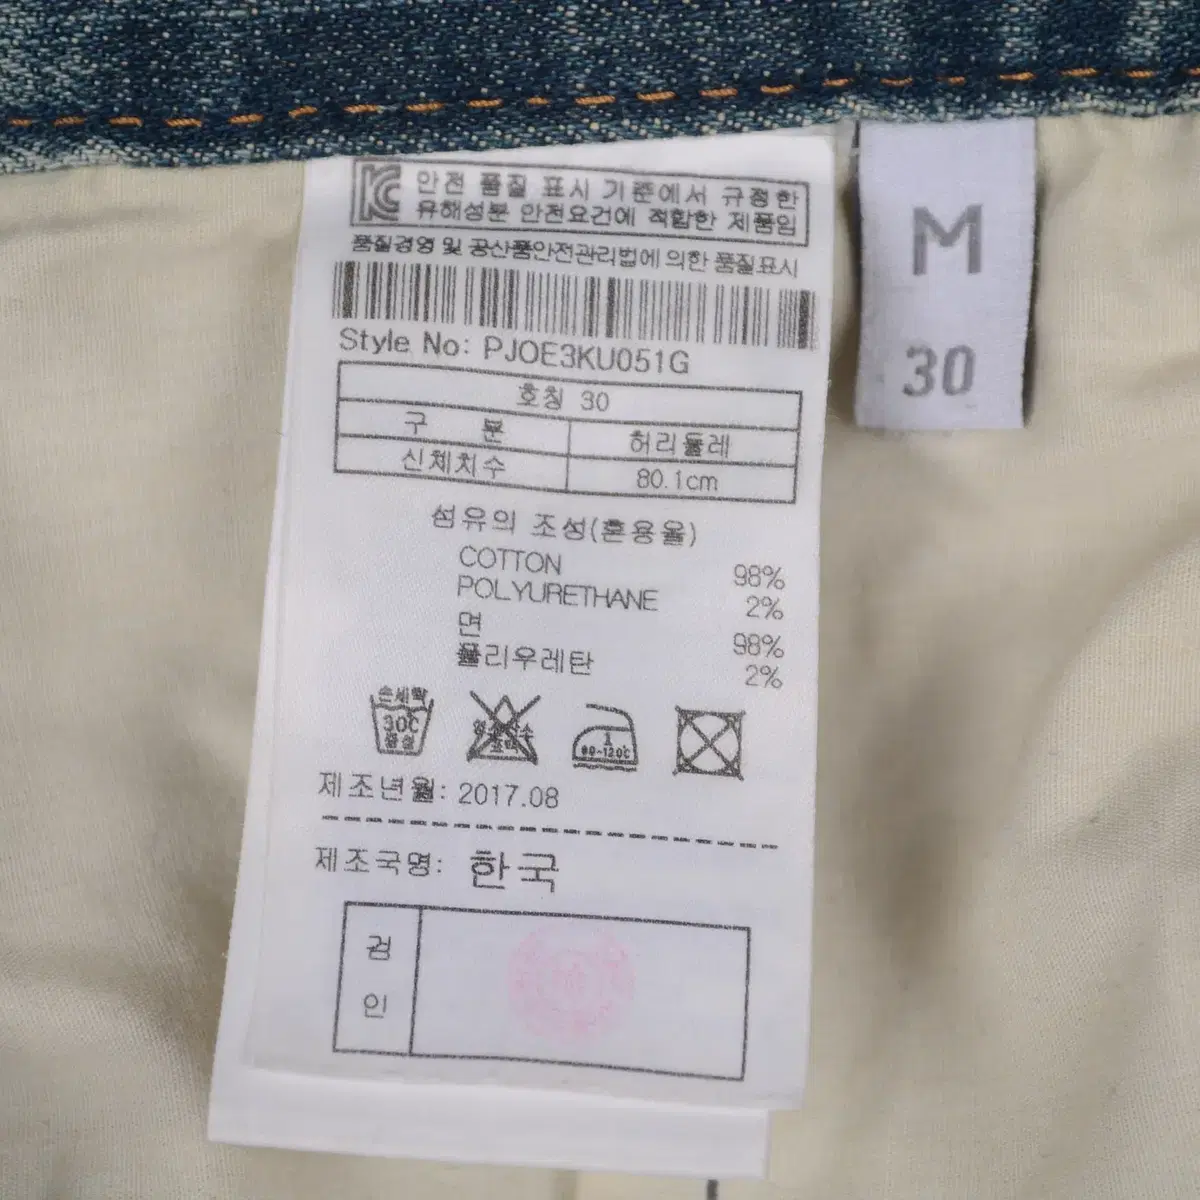 KC 안전 품질 표시 기준에서 규정한
유해성분 안전요건에 적합한 제품임
품질경영 및 공산품안전관리법에 의한 품질표시
Style No: PJOE3KU051G
호칭 30
구 분 허리둘레
신체치수 80.1cm
섬유의 조성(혼용율)
COTTON 98%
POLYURETHANE 2%
면 98%
폴리우레탄 2%
손세탁
30℃
중성
1
80~120℃
제조년월: 2017.08
제조국명: 한국
검
인
M
30